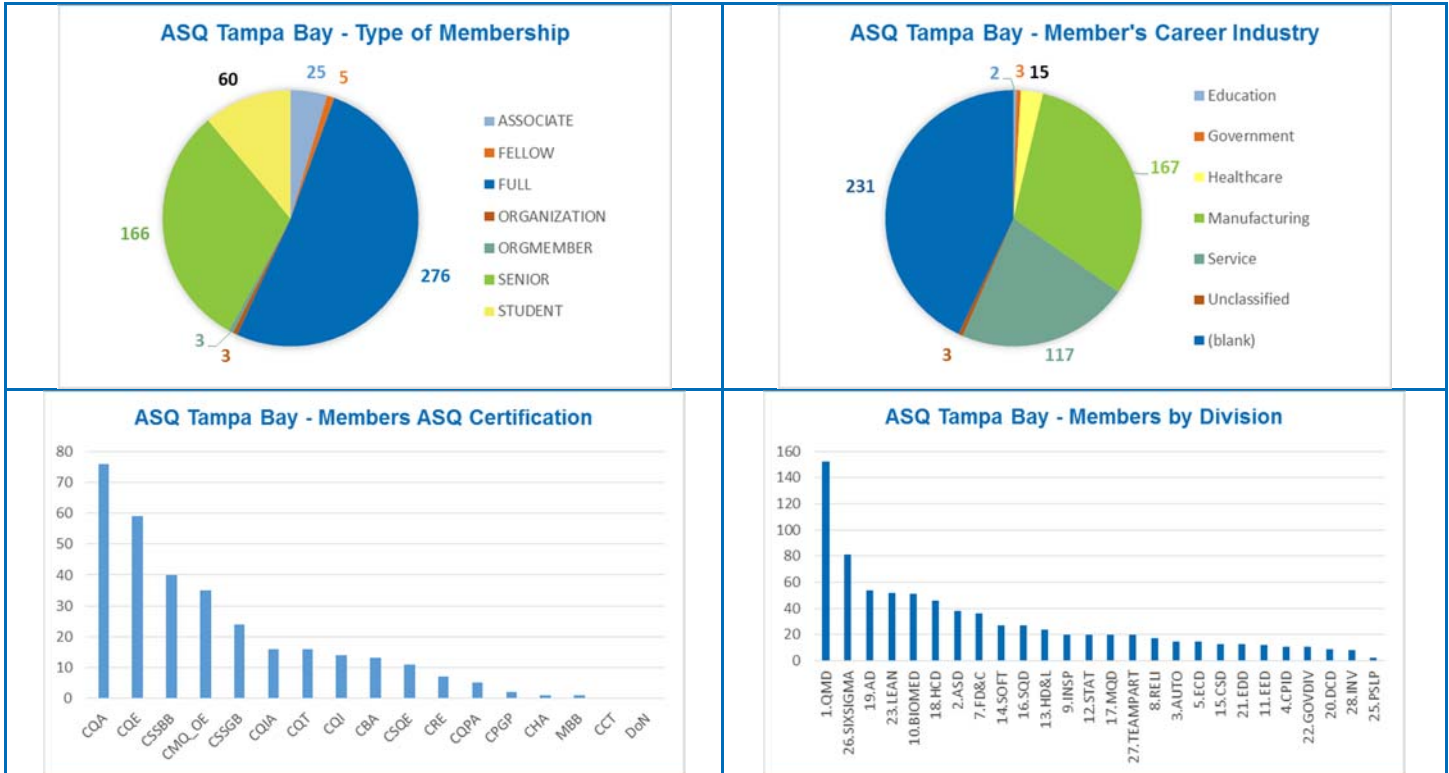 ASQ Tampa Bay - Type of Membership
60
25
5
166
276
3
3
ASSOCIATE
FELLOW
FULL
ORGANIZATION
ORGMEMBER
SENIOR
STUDENT
ASQ Tampa Bay - Member's Career Industry
2
3
15
231
167
3
117
Education
Government
Healthcare
Manufacturing
Service
Unclassified
(blank)
ASQ Tampa Bay - Members ASQ Certification
80
70
60
50
40
30
20
10
0
CQA
CQE
CSSBB
CMQ_OE
CSSGB
CQIA
CQT
CQI
CBA
CSQE
CRE
CQPA
CPGP
CHA
MBB
CCT
DoN
ASQ Tampa Bay - Members by Division
160
140
120
100
80
60
40
20
0
1.QMD
26.SIXSIGMA
19.AD
23.LEAN
10.BIOMED
18.HCD
2.ASD
7.FD&C
14.SOFT
16.SQD
13.HD&L
9.INSP
12.STAT
17.MQD
27.TEAMPART
8.RELI
3.AUTO
5.ECD
15.CSD
21.EDD
11.EED
4.CPID
22.GOVDIV
20.DCD
28.INV
25.PSLP